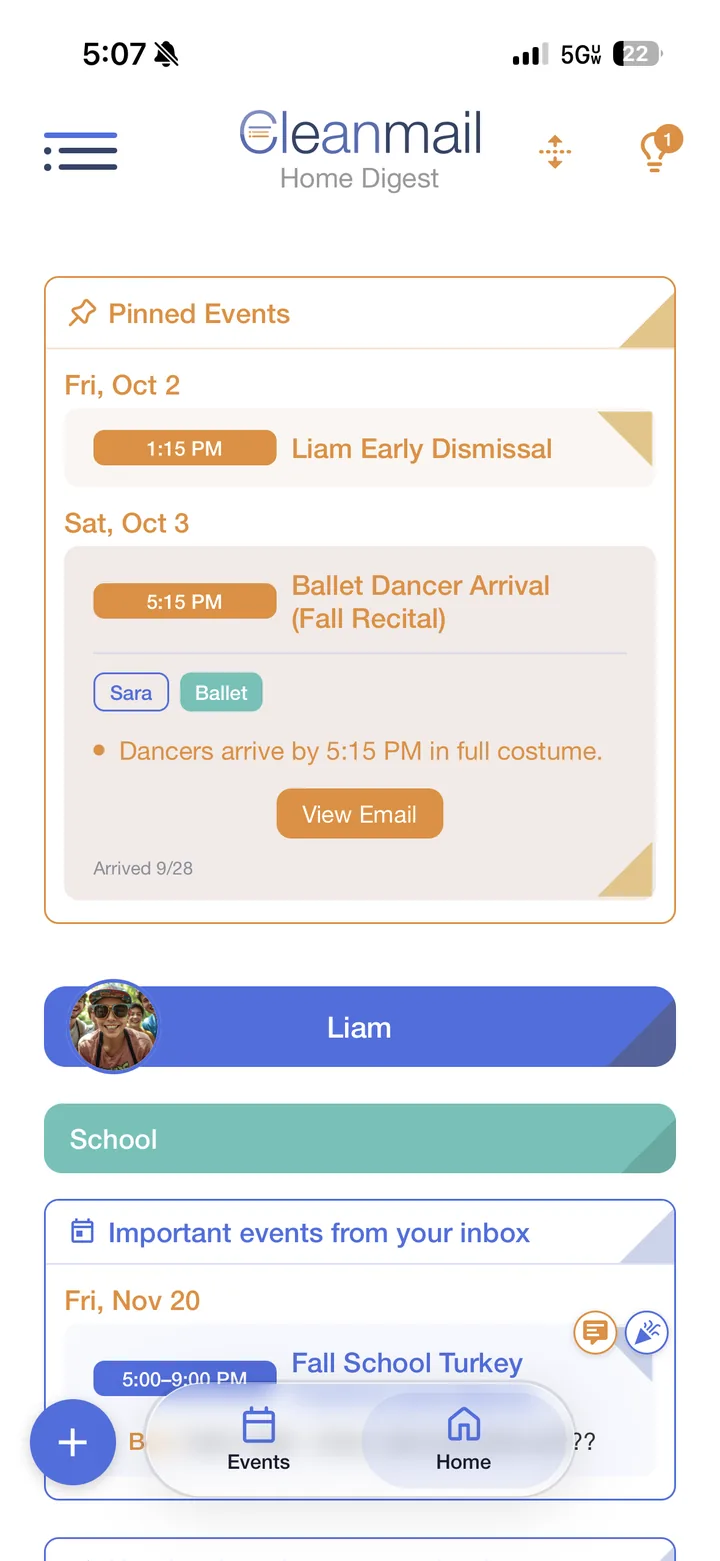 5:07
5G UW 22
Cleanmail
Home Digest
1
Pinned Events
Fri, Oct 2
1:15 PM Liam Early Dismissal
Sat, Oct 3
5:15 PM
Ballet Dancer Arrival
(Fall Recital)
Sara Ballet
• Dancers arrive by 5:15 PM in full costume.
View Email
Arrived 9/28
Liam
School
Important events from your inbox
Fri, Nov 20
Fall School Turkey
5:00–9:00 PM
B ??
+
Events Home